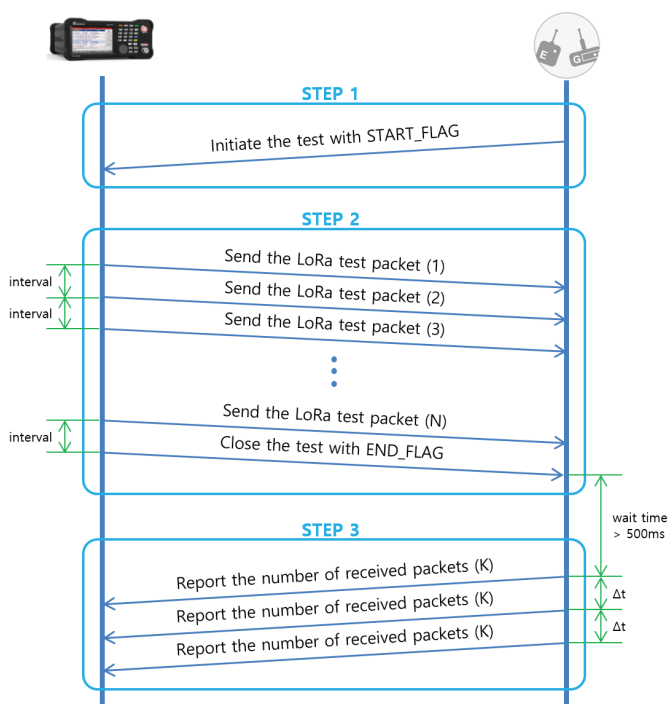 E G
STEP 1
Initiate the test with START_FLAG
STEP 2
Send the LoRa test packet (1)
interval
Send the LoRa test packet (2)
interval
Send the LoRa test packet (3)
Send the LoRa test packet (N)
interval
Close the test with END_FLAG
wait time
> 500ms
STEP 3
Report the number of received packets (K)
Δt
Report the number of received packets (K)
Δt
Report the number of received packets (K)